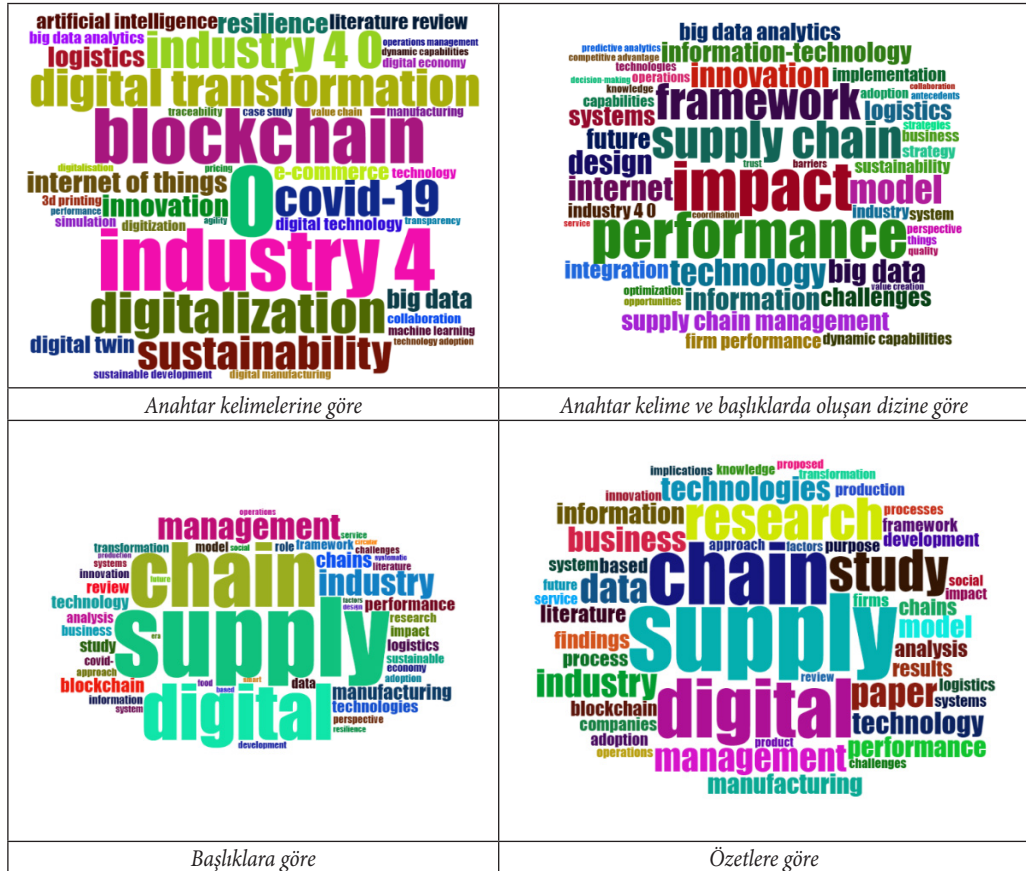 artificial intelligence resilience literature review
big data analytics industry 4 0 operations management
dynamic capabilities
logistics digital economy
digital transformation
traceability case study value chain manufacturing
blockchain
digitalisation pricing e-commerce technology
internet of things 0 covid-19
3d printing innovation
performance agility digital technology transparency
simulation digitization
industry 4
digitalization big data
collaboration
machine learning
digital twin sustainability technology adoption
sustainable development digital manufacturing
Anahtar kelimelerine göre
big data analytics
predictive analytics information-technology
competitive advantage
technologies innovation implementation
decision-making operations collaboration
knowledge framework adoption antecedents
capabilities logistics
systems strategies
future supply chain business
design trust barriers strategy
sustainability
internet impact model
industry 4 0 coordination industry system
service performance perspective
things
quality
integration technology big data
value creation
optimization information challenges
opportunities
supply chain management
firm performance dynamic capabilities
Anahtar kelime ve başlıklarda oluşan dizine göre
operations
management service
transformation model social role framework circular
production chain chains challenges
systems systematic
innovation future industry literature
review
technology factors performance
design
analysis supply research
business impact
study era logistics
covid- sustainable
approach economy
food based smart data adoption
blockchain digital manufacturing
information technologies
system perspective
resilience
development
Başlıklara göre
implications knowledge proposed
transformation
innovation technologies production
information research processes
framework
business approach factors purpose development
system based chain study
future data social
service firms impact
literature supply chains
model
findings analysis
process review results
industry digital paper logistics
systems
blockchain technology
companies
adoption product performance
operations management challenges
manufacturing
Özetlere göre